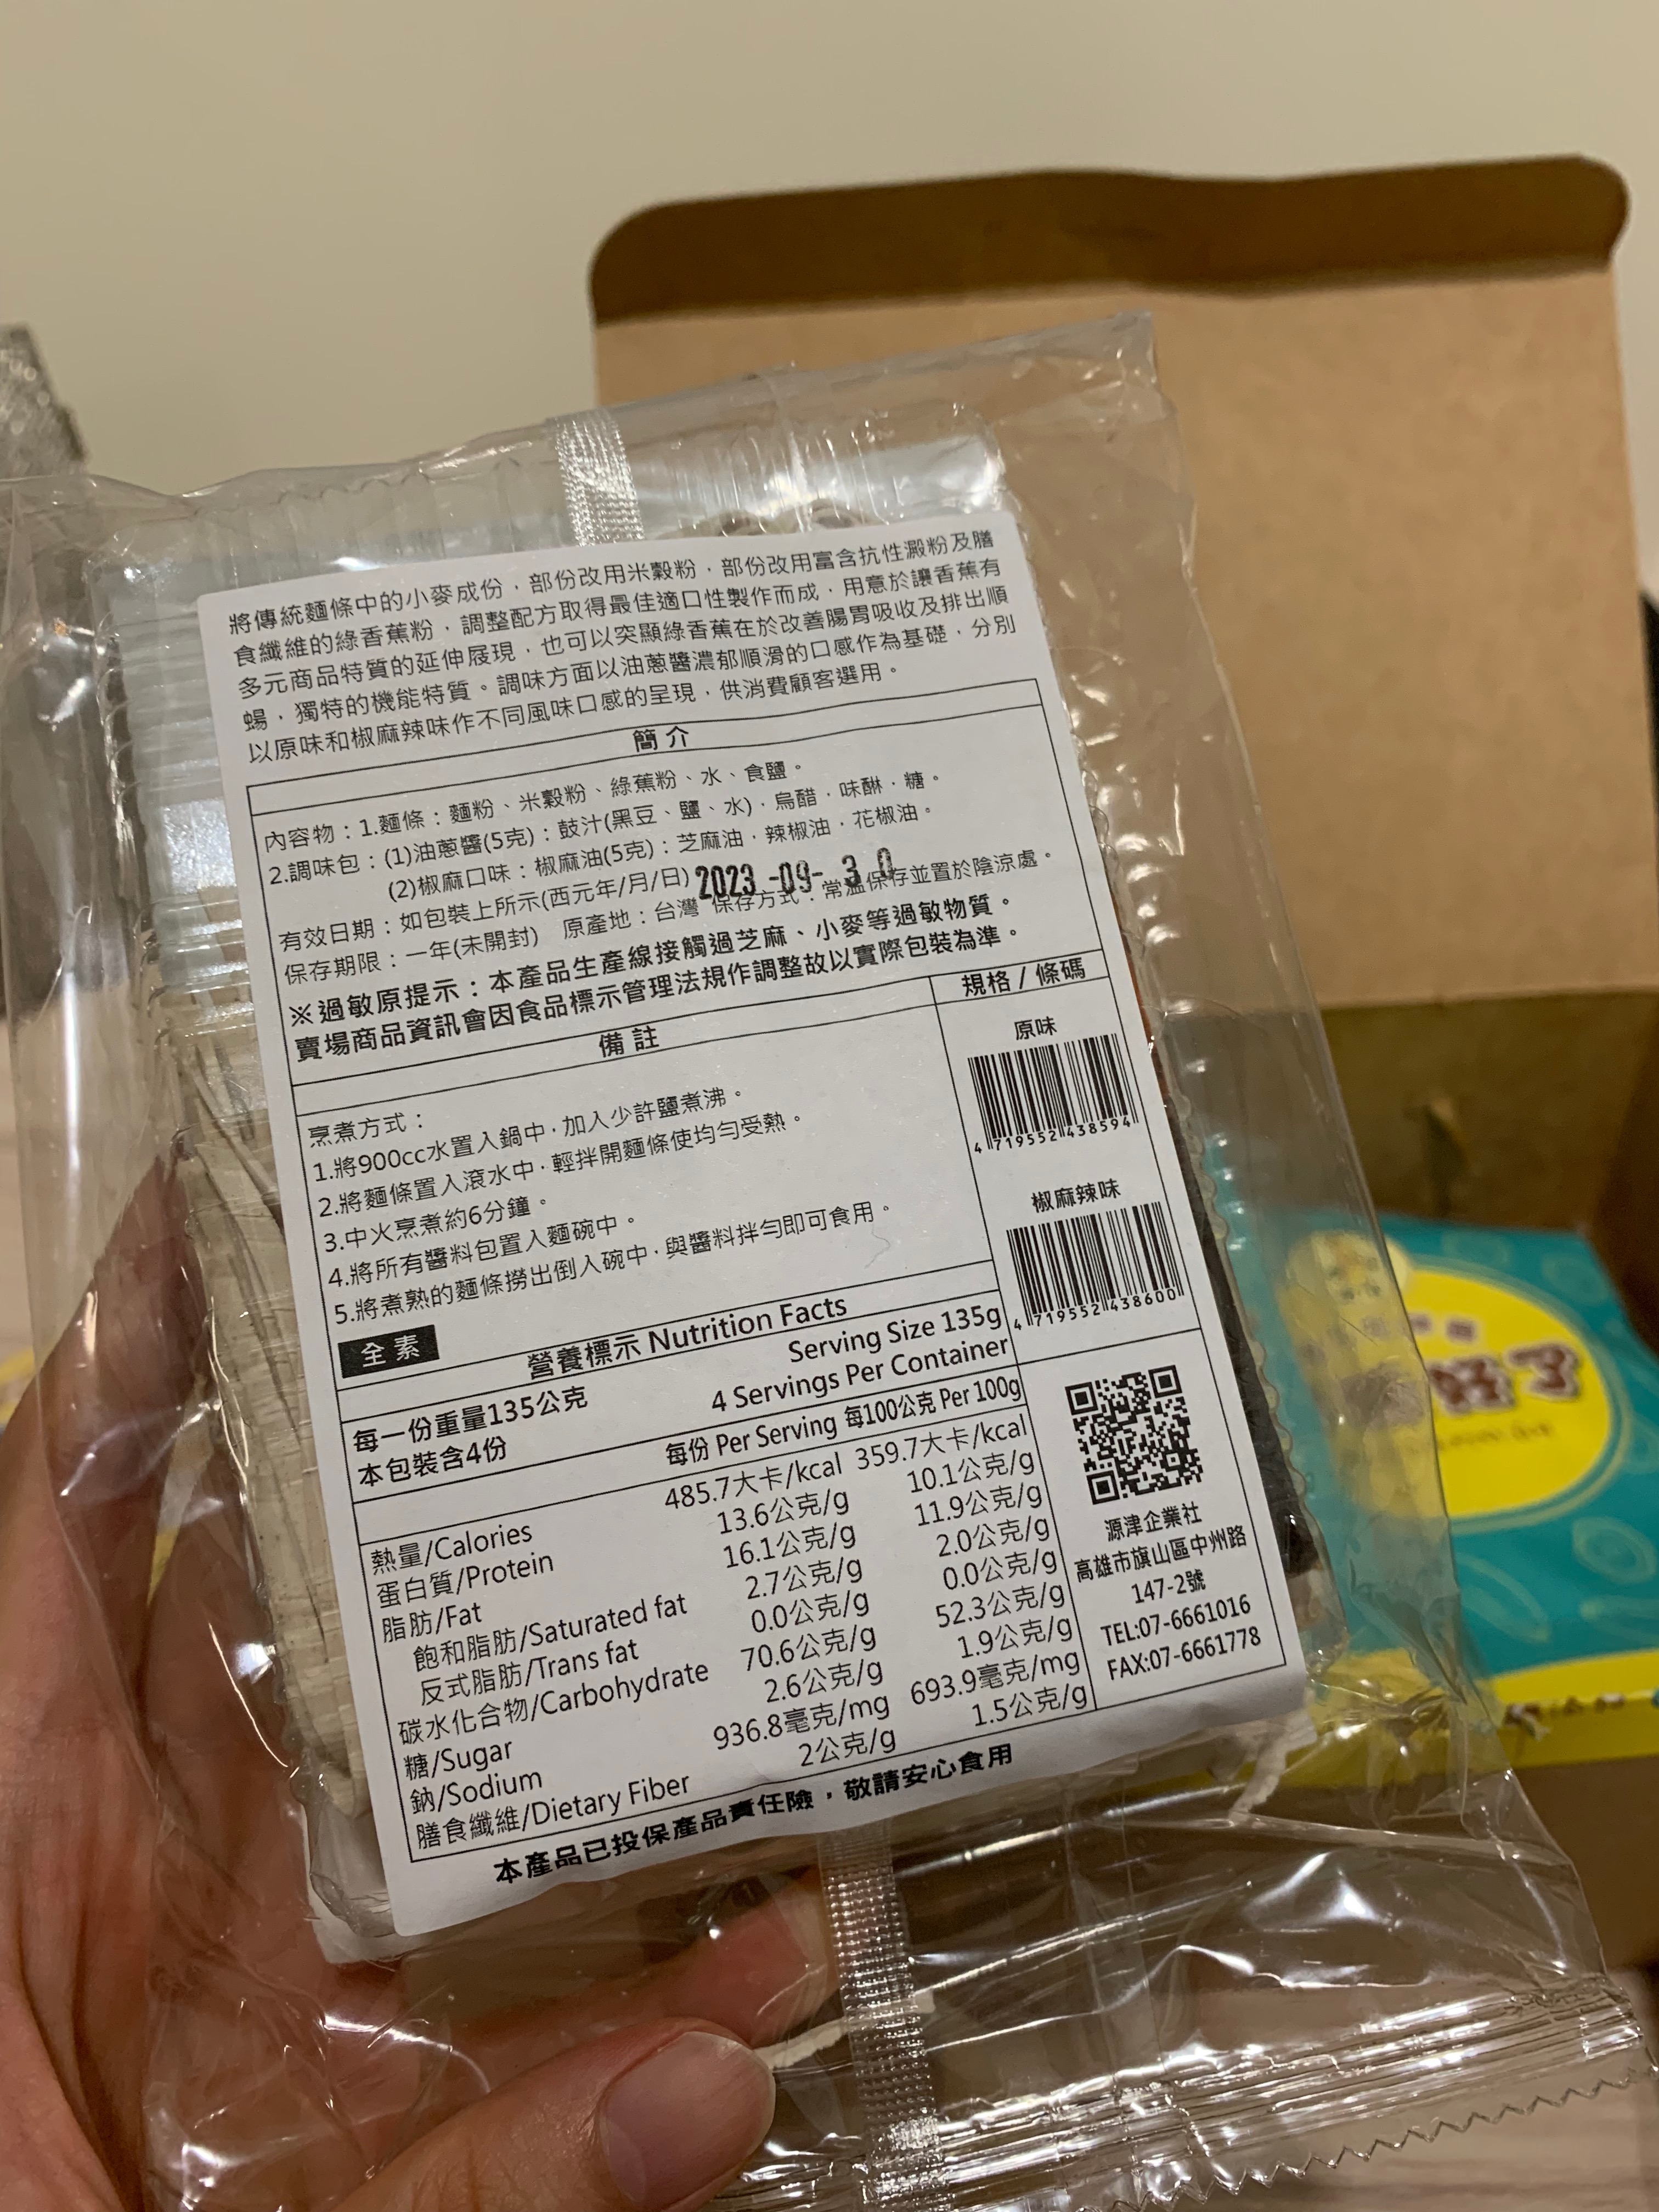 將傳統麵條中的小麥成份，部份改用米穀粉，部份改用富含抗性澱粉及膳
食纖維的綠香蕉粉，調整配方取得最佳適口性製作而成，用意於讓香蕉有
多元商品特質的延伸展現，也可以突顯綠香蕉在於改善腸胃吸收及排出順
暢，獨特的機能特質。調味方面以油蔥醬濃郁順滑的口感作為基礎，分別
以原味和椒麻辣味作不同風味口感的呈現，供消費顧客選用。
簡介
內容物：1.麵條：麵粉、米穀粉、綠蕉粉、水、食鹽。
2.調味包：(1)油蔥醬(5克)：鼓汁(黑豆、鹽、水)，烏醋，味醂，糖。
(2)椒麻口味：椒麻油(5克)：芝麻油，辣椒油，花椒油。
有效日期：如包裝上所示(西元年/月/日) 2023-09-30
保存期限：一年(未開封) 原產地：台灣 保存方式：常溫保存並置於陰涼處。
※過敏原提示：本產品生產線接觸過芝麻、小麥等過敏物質。
賣場商品資訊會因食品標示管理法規作調整故以實際包裝為準。
備註
規格/條碼
烹煮方式：
1.將900cc水置入鍋中，加入少許鹽煮沸。
2.將麵條置入滾水中，輕拌開麵條使均勻受熱。
3.中火烹煮約6分鐘。
4.將所有醬料包置入麵碗中。
5.將煮熟的麵條撈出倒入碗中，與醬料拌勻即可食用。
全素
原味
4 719552 438594
椒麻辣味
4 719552 438600
營養標示 Nutrition Facts
每一份重量135公克 Serving Size 135g
本包裝含4份 4 Servings Per Container
每份 Per Serving 每100公克 Per 100g
熱量/Calories 485.7大卡/kcal 359.7大卡/kcal
蛋白質/Protein 13.6公克/g 10.1公克/g
脂肪/Fat 16.1公克/g 11.9公克/g
飽和脂肪/Saturated fat 2.7公克/g 2.0公克/g
反式脂肪/Trans fat 0.0公克/g 0.0公克/g
碳水化合物/Carbohydrate 70.6公克/g 52.3公克/g
糖/Sugar 2.6公克/g 1.9公克/g
鈉/Sodium 936.8毫克/mg 693.9毫克/mg
膳食纖維/Dietary Fiber 2公克/g 1.5公克/g
源津企業社
高雄市旗山區中州路
147-2號
TEL:07-6661016
FAX:07-6661778
本產品已投保產品責任險，敬請安心食用